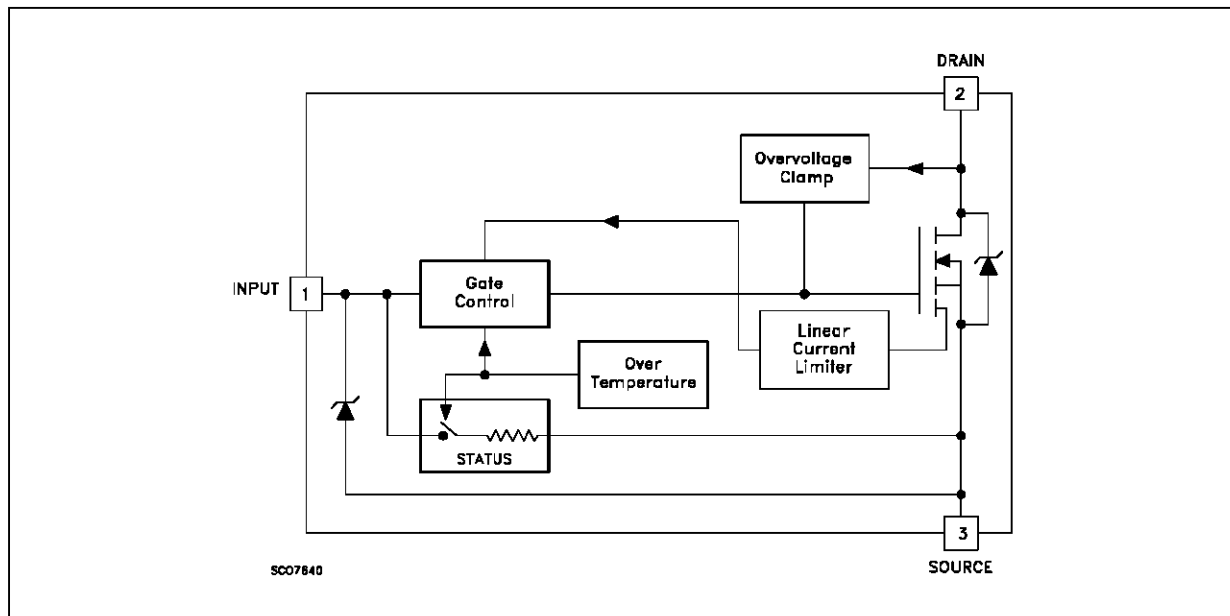 DRAIN
2
Overvoltage
Clamp
INPUT
1
Gate
Control
Linear
Current
Limiter
Over
Temperature
STATUS
3
SC07640
SOURCE